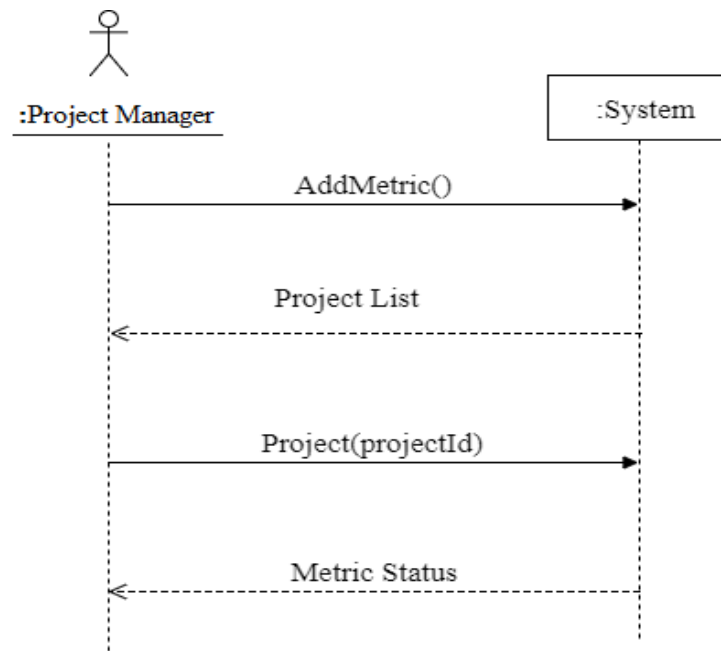 :Project Manager
:System
AddMetric()
Project List
Project(projectId)
Metric Status